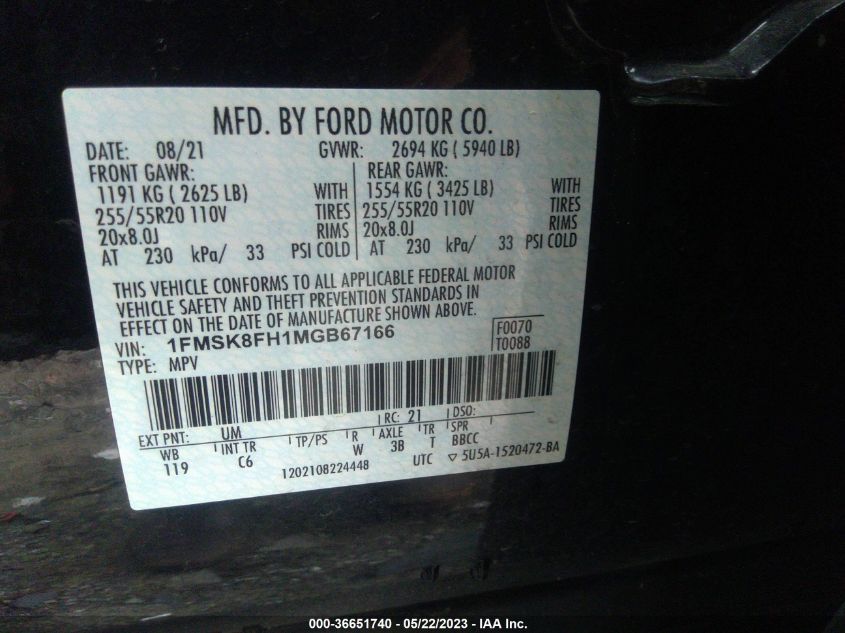 MFD. BY FORD MOTOR CO.
DATE: 08/21 GVWR: 2694 KG ( 5940 LB)
FRONT GAWR: REAR GAWR:
1191 KG ( 2625 LB) WITH 1554 KG ( 3425 LB) WITH
255/55R20 110V TIRES 255/55R20 110V TIRES
20x8.0J RIMS 20x8.0J RIMS
AT 230 kPa/ 33 PSI COLD AT 230 kPa/ 33 PSI COLD
THIS VEHICLE CONFORMS TO ALL APPLICABLE FEDERAL MOTOR
VEHICLE SAFETY AND THEFT PREVENTION STANDARDS IN
EFFECT ON THE DATE OF MANUFACTURE SHOWN ABOVE.
VIN: 1FMSK8FH1MGB67166 F0070
TYPE: MPV T0088
EXT PNT: UM RC: 21 DSO:
WB INT TR TP/PS R AXLE TR SPR
119 C6 W 3B T BBCC
1202108224448 UTC ▽ 5U5A-1520472-BA
000-36651740 - 05/22/2023 - IAA Inc.